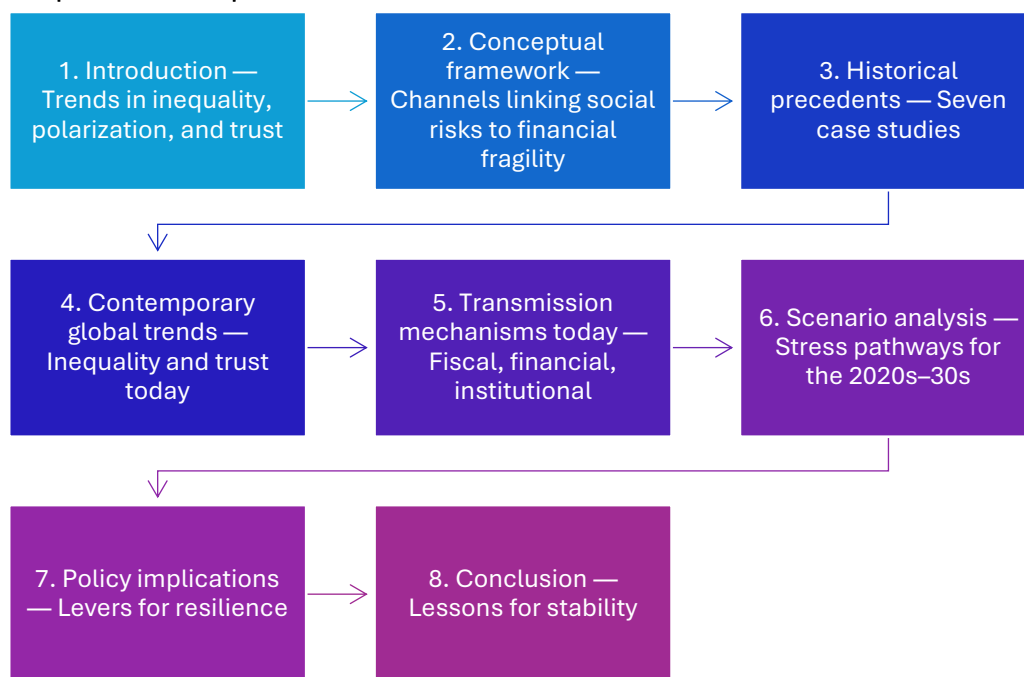 1. Introduction —
Trends in inequality,
polarization, and trust
2. Conceptual
framework —
Channels linking social
risks to financial
fragility
3. Historical
precedents — Seven
case studies
4. Contemporary
global trends —
Inequality and trust
today
5. Transmission
mechanisms today —
Fiscal, financial,
institutional
6. Scenario analysis —
Stress pathways for
the 2020s–30s
7. Policy implications
— Levers for resilience
8. Conclusion —
Lessons for stability